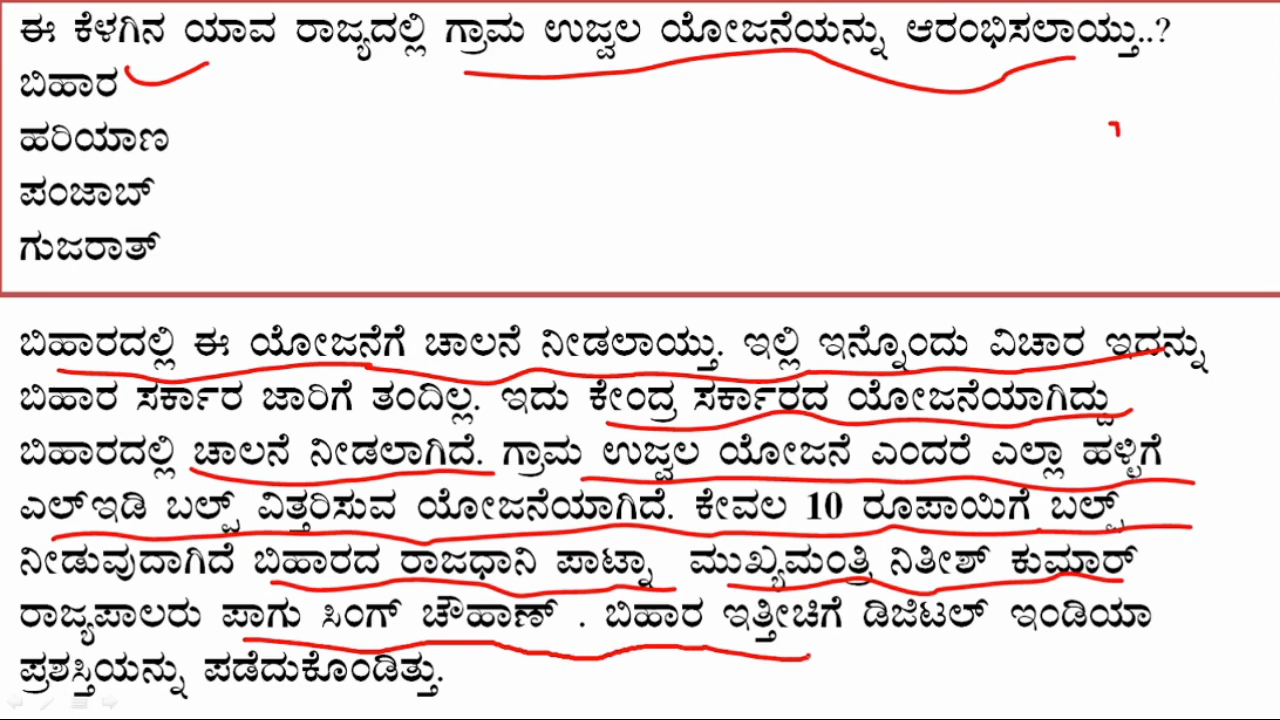 ಈ ಕೆಳಗಿನ ಯಾವ ರಾಜ್ಯದಲ್ಲಿ ಗ್ರಾಮ ಉಜ್ವಲ ಯೋಜನೆಯನ್ನು ಆರಂಭಿಸಲಾಯ್ತು..?
ಬಿಹಾರ
ಹರಿಯಾಣ
ಪಂಜಾಬ್
ಗುಜರಾತ್
ಬಿಹಾರದಲ್ಲಿ ಈ ಯೋಜನೆಗೆ ಚಾಲನೆ ನೀಡಲಾಯ್ತು. ಇಲ್ಲಿ ಇನ್ನೊಂದು ವಿಚಾರ ಇದನ್ನು
ಬಿಹಾರ ಸರ್ಕಾರ ಜಾರಿಗೆ ತಂದಿಲ್ಲ. ಇದು ಕೇಂದ್ರ ಸರ್ಕಾರದ ಯೋಜನೆಯಾಗಿದ್ದು
ಬಿಹಾರದಲ್ಲಿ ಚಾಲನೆ ನೀಡಲಾಗಿದೆ. ಗ್ರಾಮ ಉಜ್ವಲ ಯೋಜನೆ ಎಂದರೆ ಎಲ್ಲಾ ಹಳ್ಳಿಗೆ
ಎಲ್ಇಡಿ ಬಲ್ಬ್ ವಿತ್ತರಿಸುವ ಯೋಜನೆಯಾಗಿದೆ. ಕೇವಲ 10 ರೂಪಾಯಿಗೆ ಬಲ್ಬ್
ನೀಡುವುದಾಗಿದೆ ಬಿಹಾರದ ರಾಜಧಾನಿ ಪಾಟ್ನಾ ಮುಖ್ಯಮಂತ್ರಿ ನಿತೀಶ್ ಕುಮಾರ್
ರಾಜ್ಯಪಾಲರು ಪಾಗು ಸಿಂಗ್ ಚೌಹಾಣ್ . ಬಿಹಾರ ಇತ್ತೀಚಿಗೆ ಡಿಜಿಟಲ್ ಇಂಡಿಯಾ
ಪ್ರಶಸ್ತಿಯನ್ನು ಪಡೆದುಕೊಂಡಿತ್ತು.